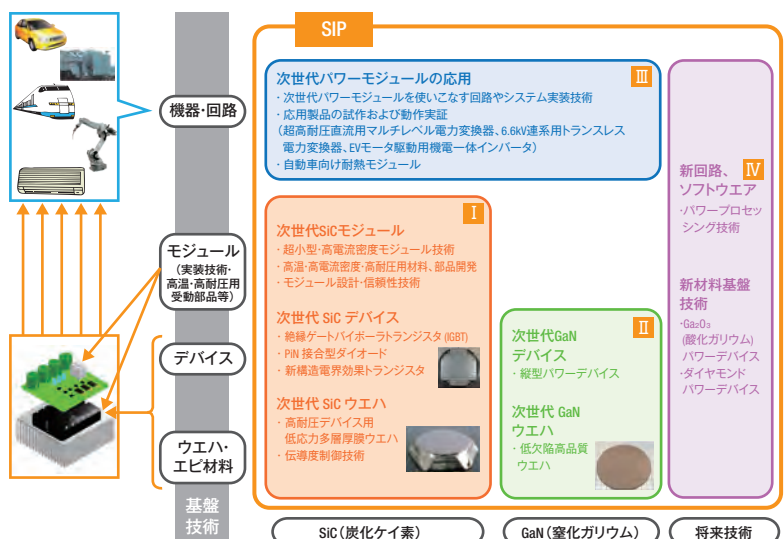 SIP
機器・回路
モジュール
(実装技術・
高温・高耐圧用
受動部品等)
デバイス
ウエハ・
エピ材料
基盤
技術
次世代パワーモジュールの応用
Ⅲ
・次世代パワーモジュールを使いこなす回路やシステム実装技術
・応用製品の試作および動作実証
(超高耐圧直流用マルチレベル電力変換器、6.6kV連系用トランスレス
電力変換器、EVモータ駆動用機電一体インバータ)
・自動車向け耐熱モジュール
Ⅰ
次世代SiCモジュール
・超小型・高電流密度モジュール技術
・高温・高電流密度・高耐圧用材料、部品開発
・モジュール設計・信頼性技術
次世代 SiC デバイス
・絶縁ゲートバイポーラトランジスタ(IGBT)
・PiN 接合型ダイオード
・新構造電界効果トランジスタ
次世代 SiC ウエハ
・高耐圧デバイス用
低応力多層厚膜ウエハ
・伝導度制御技術
Ⅱ
次世代GaN
デバイス
・縦型パワーデバイス
次世代 GaN
ウエハ
・低欠陥高品質
ウエハ
新回路、
Ⅳ
ソフトウエア
・パワープロセッ
シング技術
新材料基盤
技術
・Ga₂O₃
(酸化ガリウム)
パワーデバイス
・ダイヤモンド
パワーデバイス
SiC(炭化ケイ素)
GaN(窒化ガリウム)
将来技術